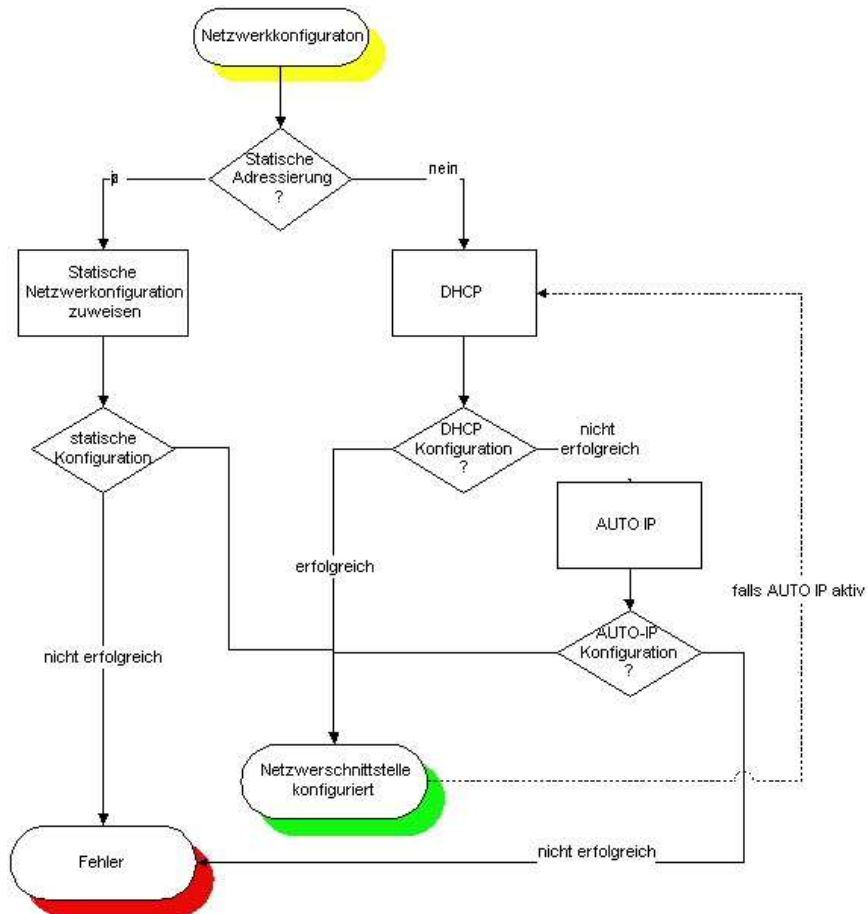 Netzwerkkonfiguraton
Statische
Adressierung
?
ja
nein
Statische
Netzwerkonfiguration
zuweisen
DHCP
statische
Konfiguration
DHCP
Konfiguration
?
nicht
erfolgreich
AUTO IP
erfolgreich
falls AUTO IP aktiv
AUTO-IP
Konfiguration
?
nicht erfolgreich
Netzwerschnittstelle
konfiguriert
Fehler
nicht erfolgreich